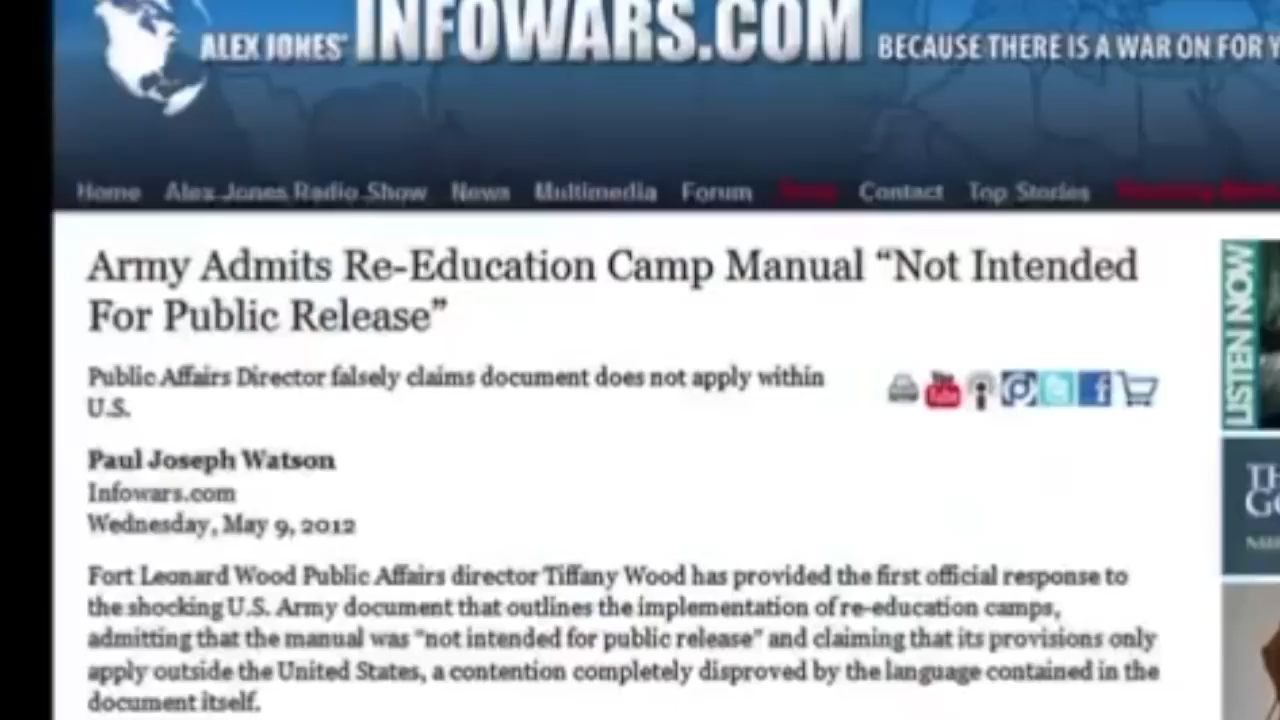 ALEX JONES' INFOWARS.COM BECAUSE THERE IS A WAR ON FOR Y
Home Alex Jones Radio Show News Multimedia Forum Contact Top Stories
Army Admits Re-Education Camp Manual “Not Intended
For Public Release”
Public Affairs Director falsely claims document does not apply within
U.S.
LISTEN NOW
Paul Joseph Watson
Infowars.com
Wednesday, May 9, 2012
Fort Leonard Wood Public Affairs director Tiffany Wood has provided the first official response to
the shocking U.S. Army document that outlines the implementation of re-education camps,
admitting that the manual was "not intended for public release" and claiming that its provisions only
apply outside the United States, a contention completely disproved by the language contained in the
document itself.